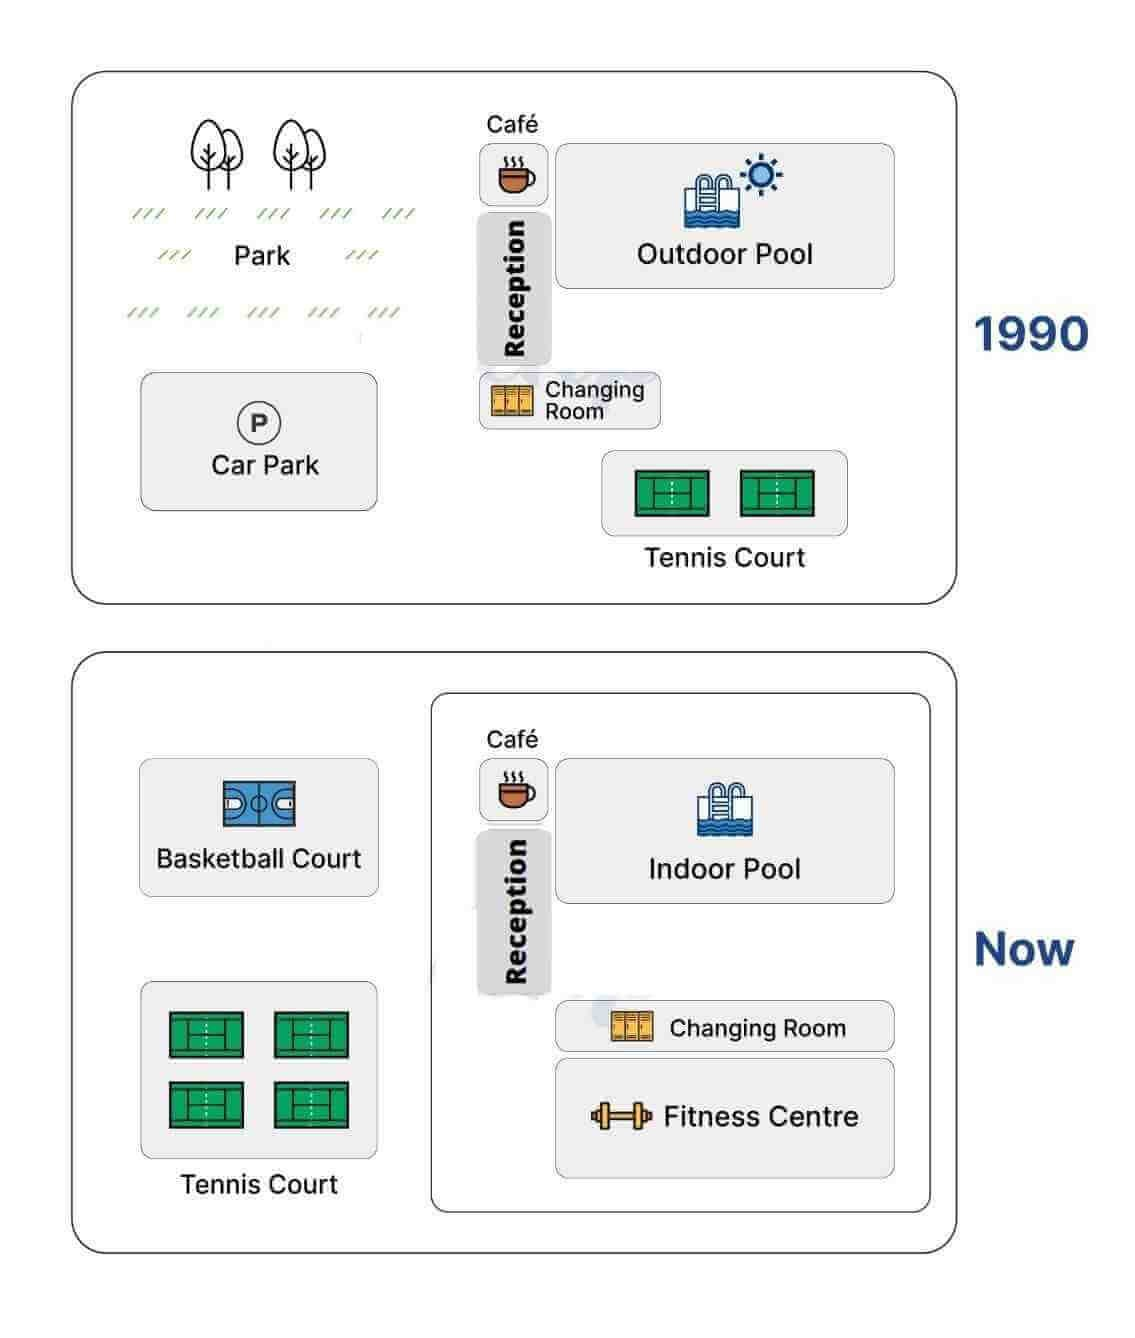 Café
Reception
Outdoor Pool
Park
1990
Changing
Room
P
Car Park
Tennis Court
Café
Reception
Indoor Pool
Basketball Court
Now
Changing Room
Fitness Centre
Tennis Court